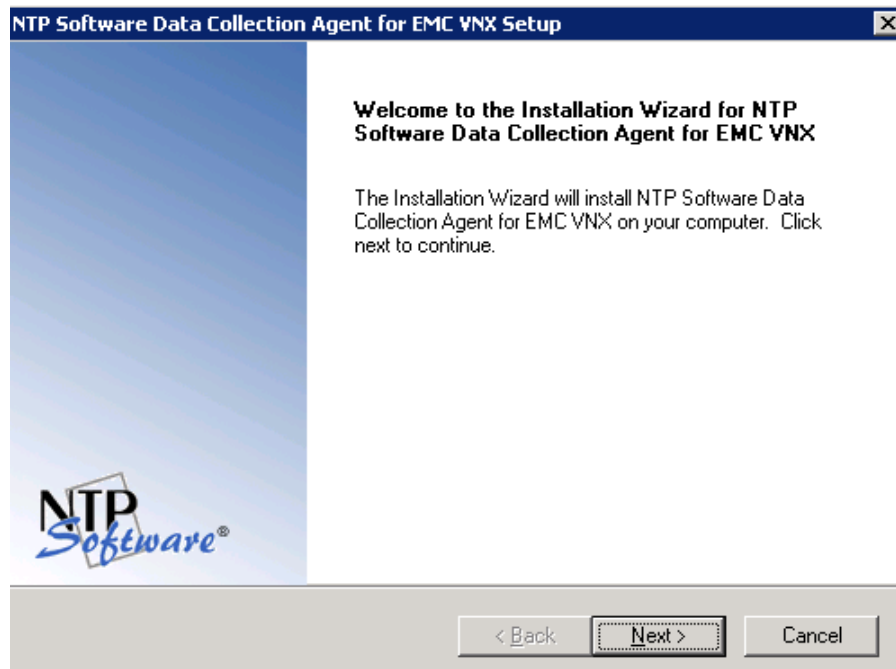 NTP Software Data Collection Agent for EMC VNX Setup
Welcome to the Installation Wizard for NTP
Software Data Collection Agent for EMC VNX
The Installation Wizard will install NTP Software Data
Collection Agent for EMC VNX on your computer.  Click
next to continue.
NTP
Software®
< Back
Next >
Cancel